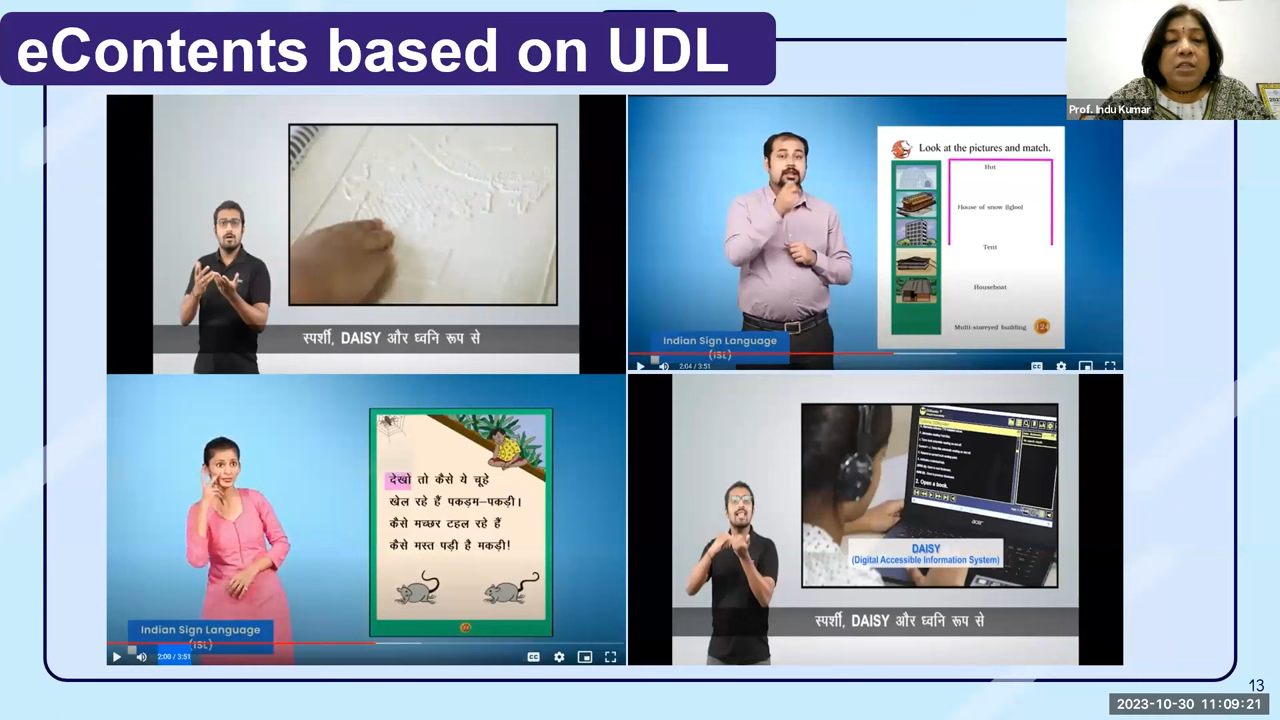 eContents based on UDL
Prof. Indu Kumar
स्पर्शी, DAISY और ध्वनि रूप से
Look at the pictures and match.
Hut
House of snow (Igloo)
Tent
Houseboat
Multi-storeyed building
124
Indian Sign Language
(ISL)
2:04 / 3:51
देखो तो कैसे ये चूहे
खेल रहे हैं पकड़म-पकड़ी।
कैसे मच्छर टहल रहे हैं
कैसे मस्त पड़ी है मकड़ी!
Indian Sign Language
(ISL)
2:00 / 3:51
2. Open a book.
acer
DAISY
(Digital Accessible Information System)
स्पर्शी, DAISY और ध्वनि रूप से
13
2023-10-30 11:09:21